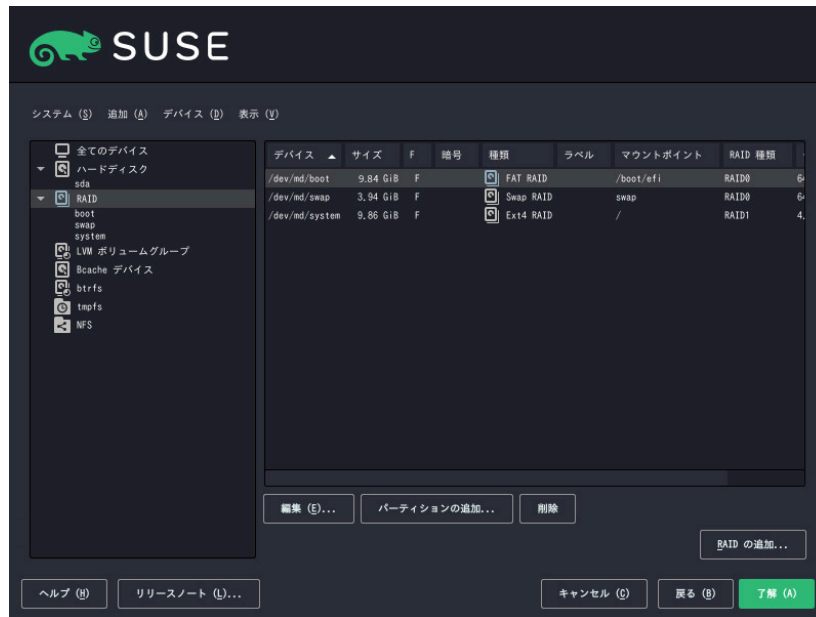 SUSE
システム (S) 追加 (A) デバイス (D) 表示 (V)
全てのデバイス
ハードディスク
sda
RAID
boot
swap
system
LVM ボリュームグループ
Bcache デバイス
btrfs
tmpfs
NFS
デバイス サイズ F 暗号 種類 ラベル マウントポイント RAID 種類
/dev/md/boot 9.84 GiB F FAT RAID /boot/efi RAID0
/dev/md/swap 3.94 GiB F Swap RAID swap RAID0
/dev/md/system 9.86 GiB F Ext4 RAID / RAID1 4.
編集 (E)... パーティションの追加... 削除
RAID の追加...
ヘルプ (H) リリースノート (L)... キャンセル (C) 戻る (B) 了解 (A)